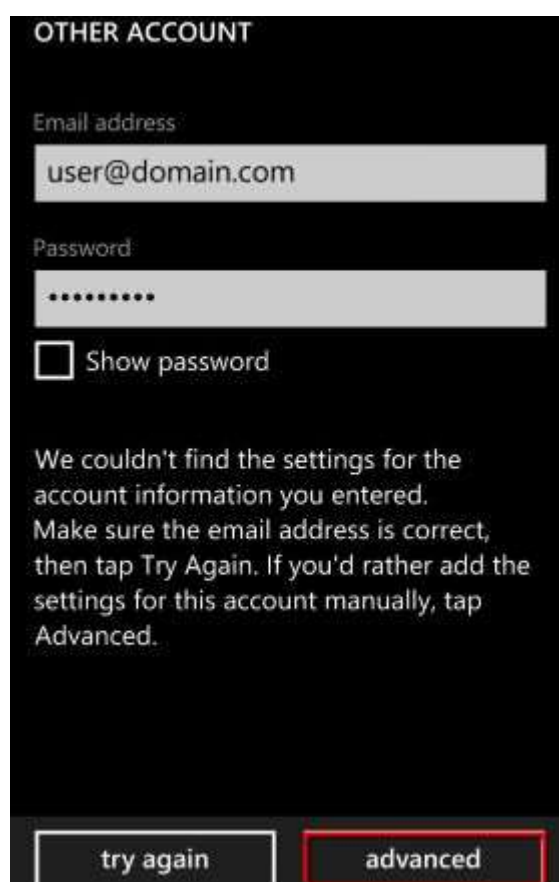 OTHER ACCOUNT
Email address
user@domain.com
Password
•••••••••
Show password
We couldn't find the settings for the
account information you entered.
Make sure the email address is correct,
then tap Try Again. If you'd rather add the
settings for this account manually, tap
Advanced.
try again
advanced